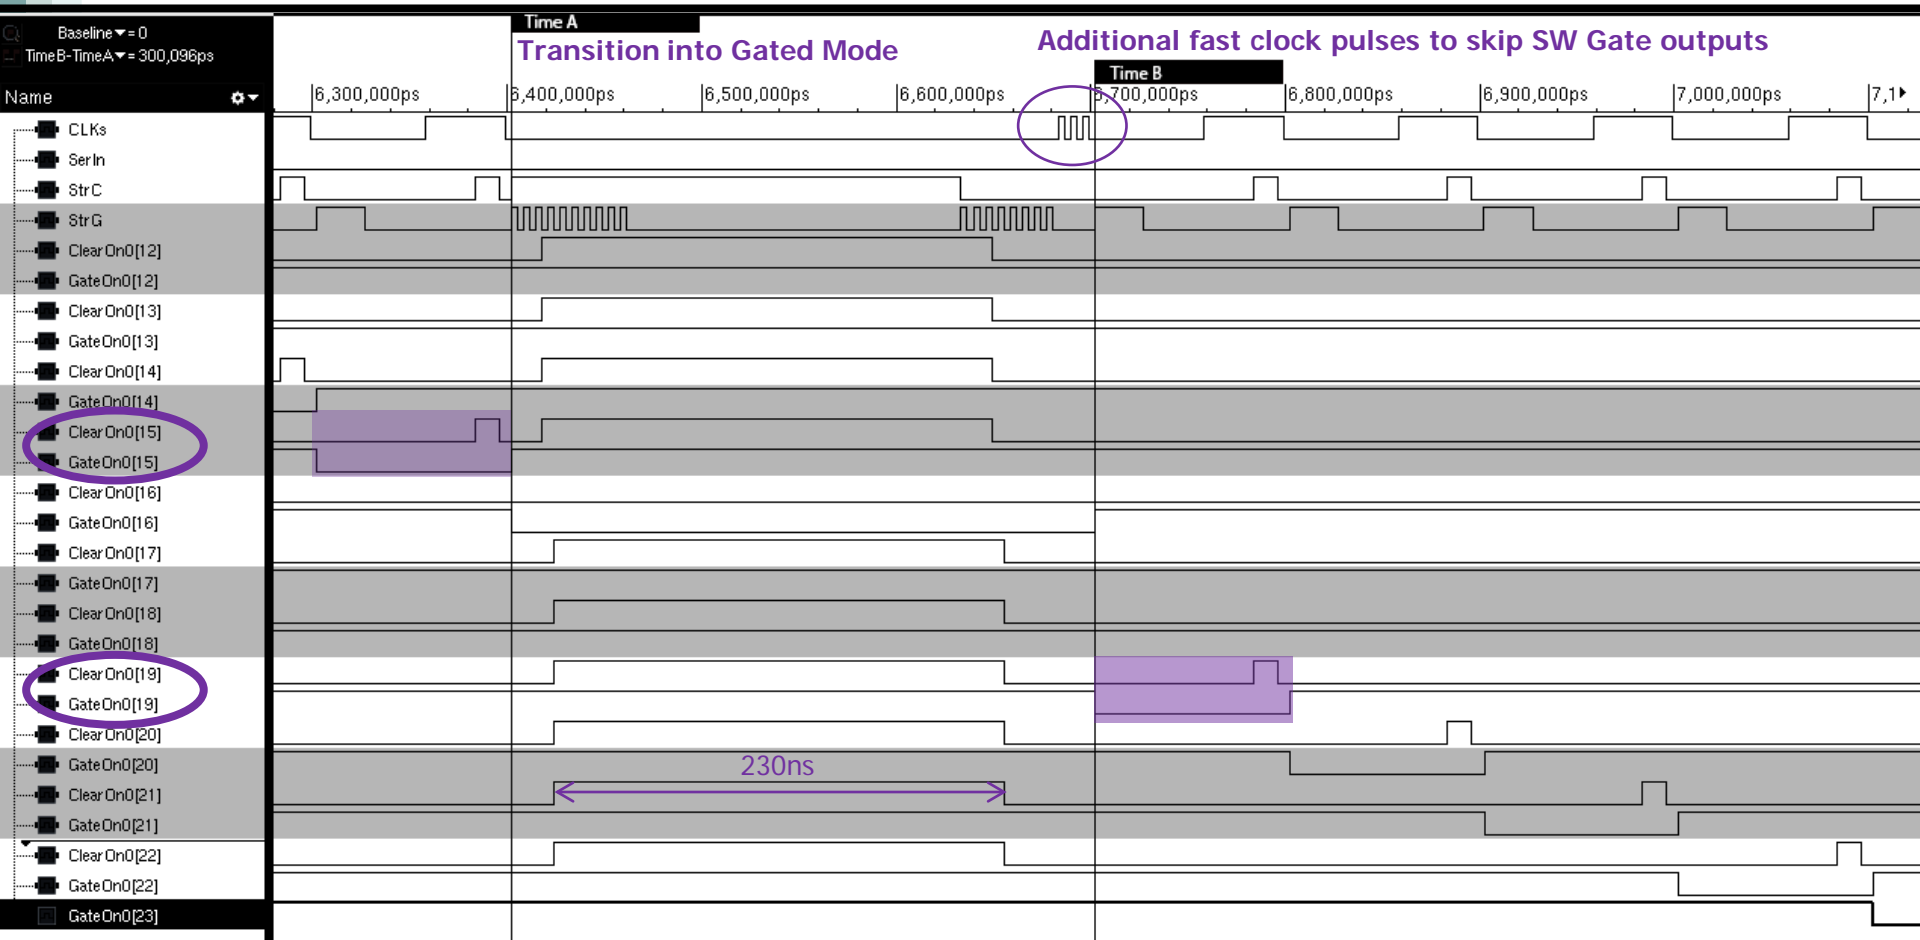 Baseline▼= 0
TimeB-TimeA▼= 300,096ps
Time A
Transition into Gated Mode
Additional fast clock pulses to skip SW Gate outputs
Time B
Name
6,300,000ps
6,400,000ps
6,500,000ps
6,600,000ps
6,700,000ps
6,800,000ps
6,900,000ps
7,000,000ps
7,1
CLKs
SerIn
StrC
StrG
ClearOn0[12]
GateOn0[12]
ClearOn0[13]
GateOn0[13]
ClearOn0[14]
GateOn0[14]
ClearOn0[15]
GateOn0[15]
ClearOn0[16]
GateOn0[16]
ClearOn0[17]
GateOn0[17]
ClearOn0[18]
GateOn0[18]
ClearOn0[19]
GateOn0[19]
ClearOn0[20]
GateOn0[20]
230ns
ClearOn0[21]
GateOn0[21]
ClearOn0[22]
GateOn0[22]
GateOn0[23]